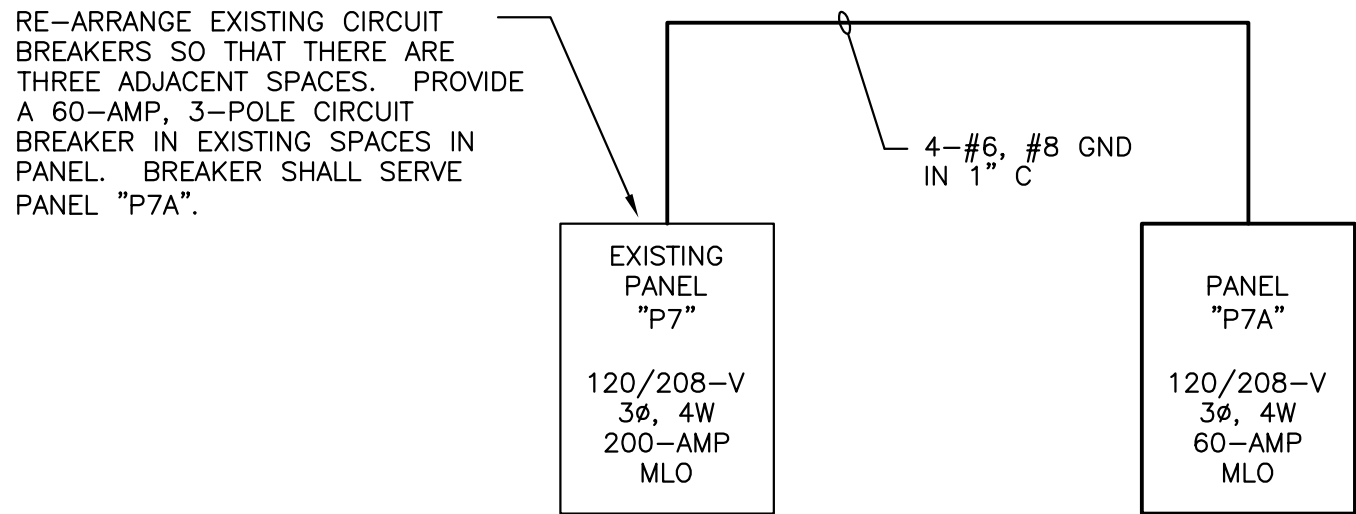 RE-ARRANGE EXISTING CIRCUIT
BREAKERS SO THAT THERE ARE
THREE ADJACENT SPACES. PROVIDE
A 60-AMP, 3-POLE CIRCUIT
BREAKER IN EXISTING SPACES IN
PANEL. BREAKER SHALL SERVE
PANEL "P7A".
4-#6, #8 GND
IN 1" C
EXISTING
PANEL
"P7"
120/208-V
3ø, 4W
200-AMP
MLO
PANEL
"P7A"
120/208-V
3ø, 4W
60-AMP
MLO